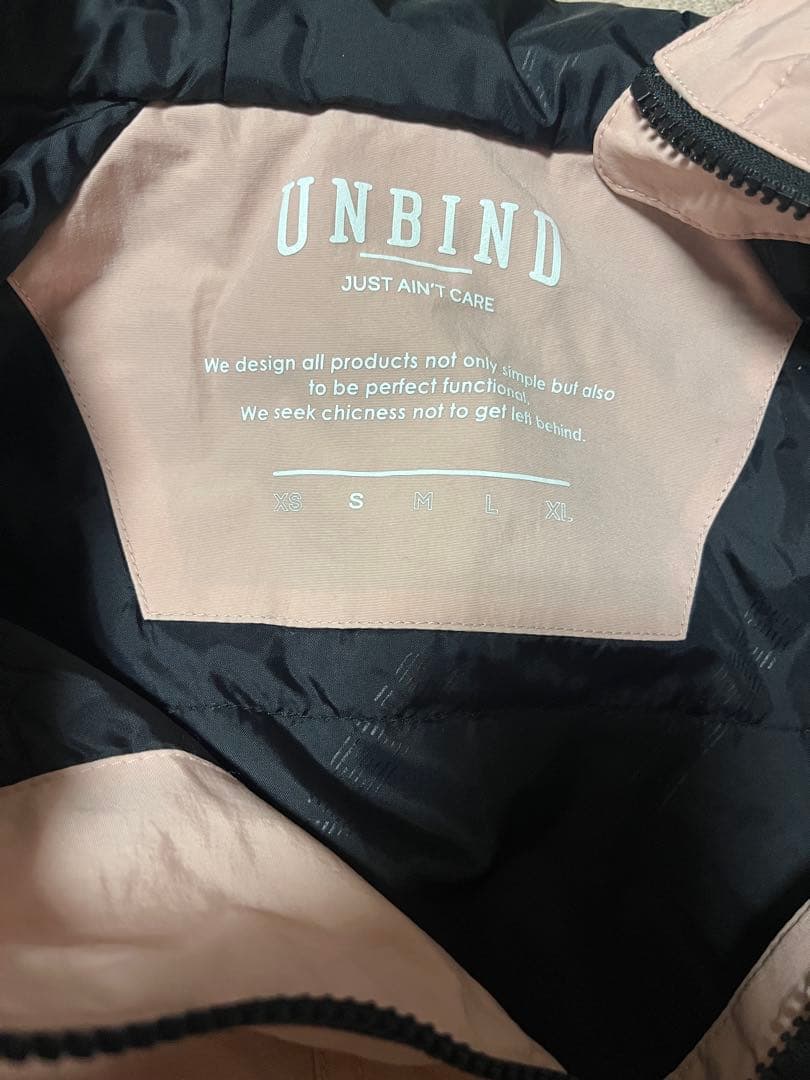 UNBIND
JUST AIN'T CARE
We design all products not only simple but also
to be perfect functional.
We seek chicness not to get left behind.
XS S M L XL